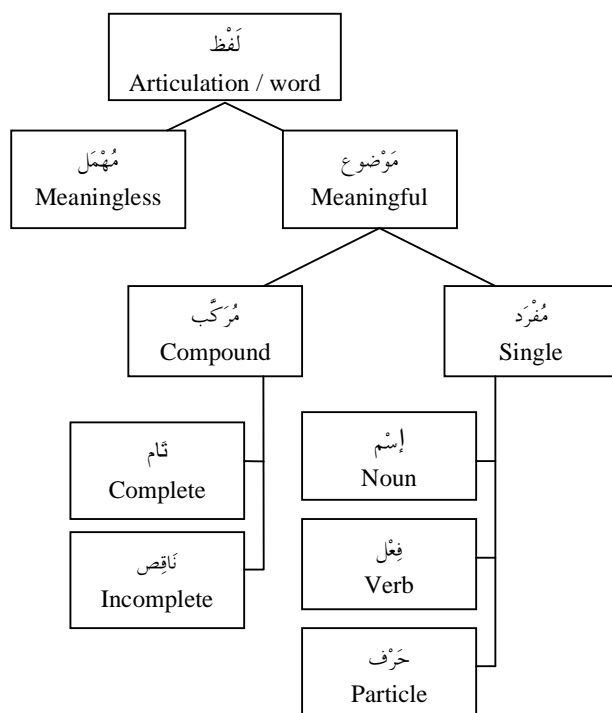 لَفْظ
Articulation / word
مُهْمَل
Meaningless
مَوْضوع
Meaningful
مُرَكَّب
Compound
مُفْرَد
Single
تَام
Complete
نَاقِص
Incomplete
إسْم
Noun
فِعْل
Verb
حَرْف
Particle